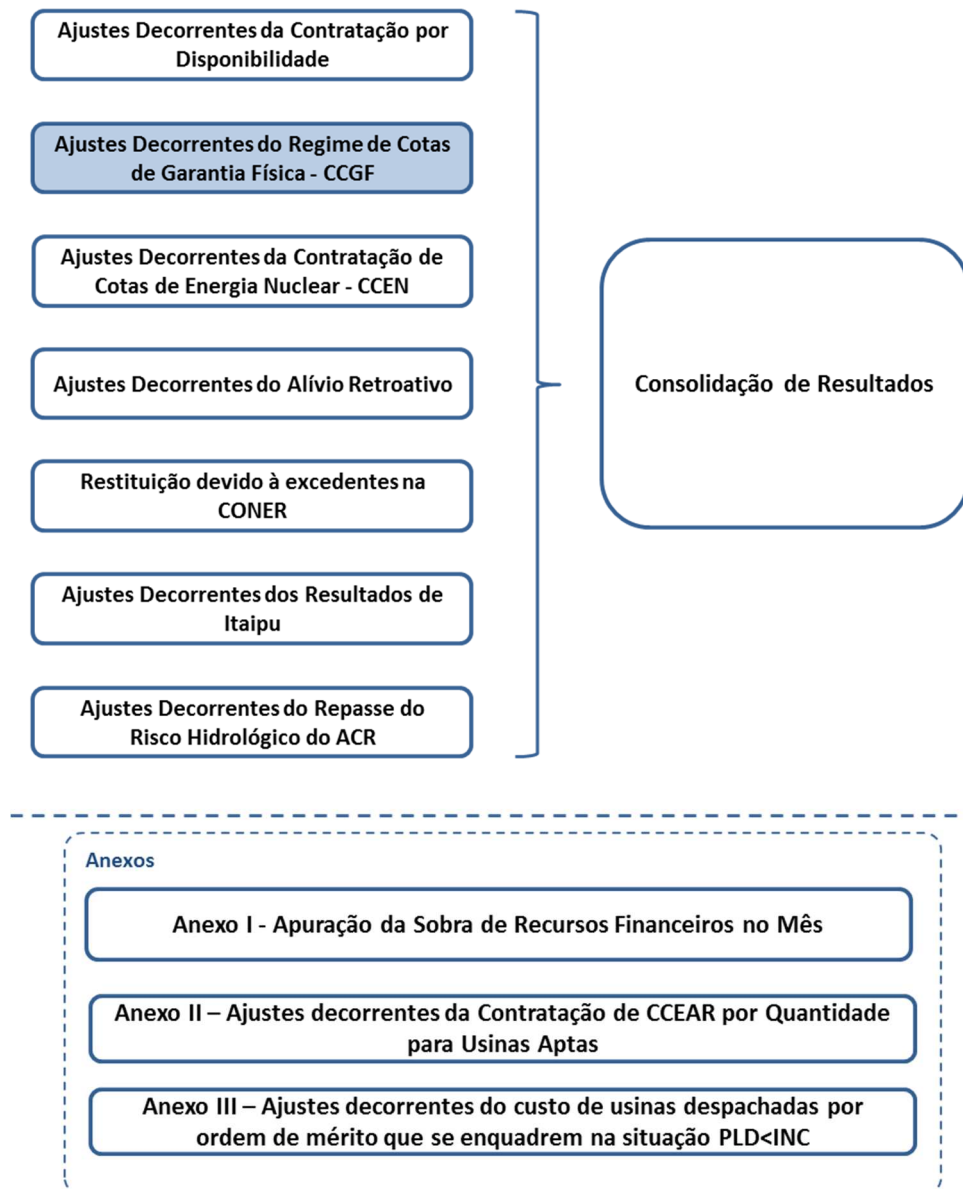 Ajustes Decorrentes da Contratação por
Disponibilidade
Ajustes Decorrentes do Regime de Cotas
de Garantia Física - CCGF
Ajustes Decorrentes da Contratação de
Cotas de Energia Nuclear - CCEN
Ajustes Decorrentes do Alívio Retroativo
Restituição devido à excedentes na
CONER
Ajustes Decorrentes dos Resultados de
Itaipu
Ajustes Decorrentes do Repasse do
Risco Hidrológico do ACR
Consolidação de Resultados
Anexos
Anexo I - Apuração da Sobra de Recursos Financeiros no Mês
Anexo II – Ajustes decorrentes da Contratação de CCEAR por Quantidade
para Usinas Aptas
Anexo III – Ajustes decorrentes do custo de usinas despachadas por
ordem de mérito que se enquadrem na situação PLD<INC